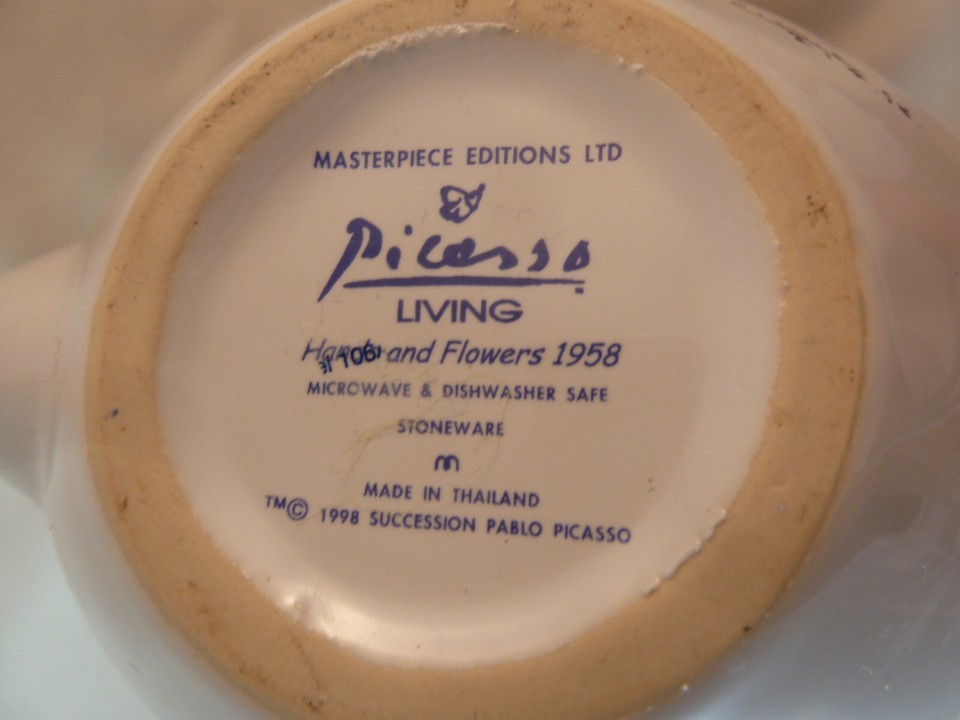 MASTERPIECE EDITIONS LTD
Picasso
LIVING
and Flowers 1958
MICROWAVE & DISHWASHER SAFE
STONEWARE
m
MADE IN THAILAND
™© 1998 SUCCESSION PABLO PICASSO